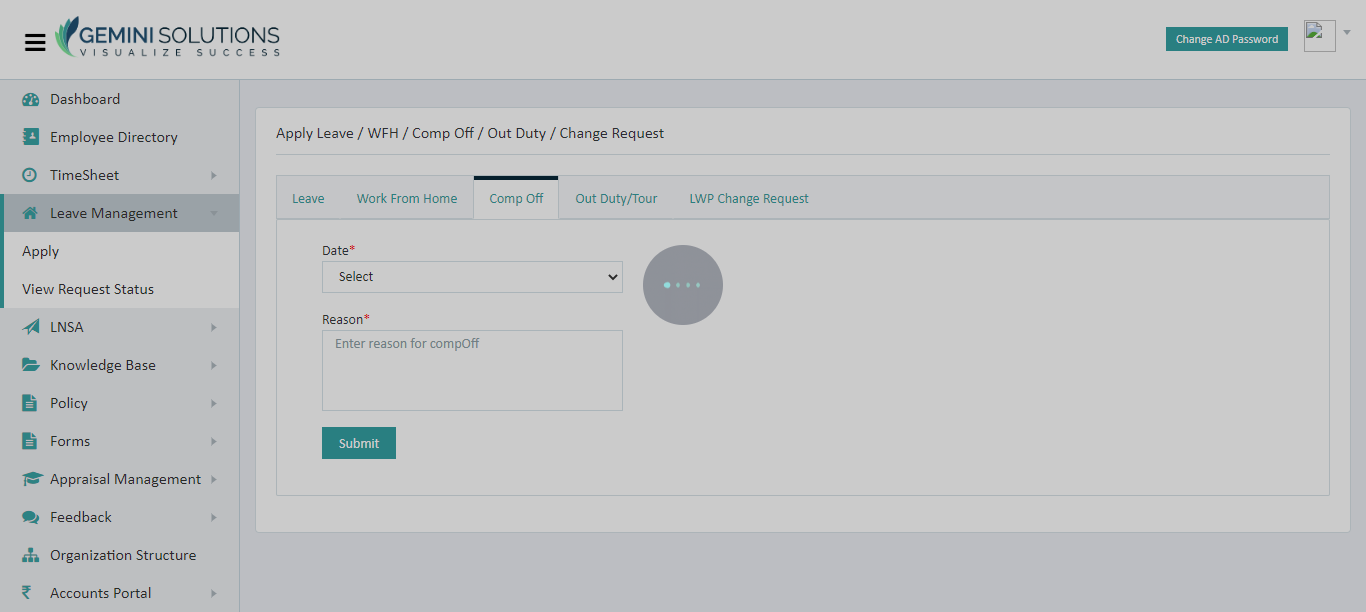 GEMINI SOLUTIONS
VISUALIZE SUCCESS
Change AD Password
Dashboard
Employee Directory
TimeSheet
Leave Management
Apply
View Request Status
LNSA
Knowledge Base
Policy
Forms
Appraisal Management
Feedback
Organization Structure
₹ Accounts Portal
Apply Leave / WFH / Comp Off / Out Duty / Change Request
Leave Work From Home Comp Off Out Duty/Tour LWP Change Request
Date*
Select
Reason*
Enter reason for compOff
Submit